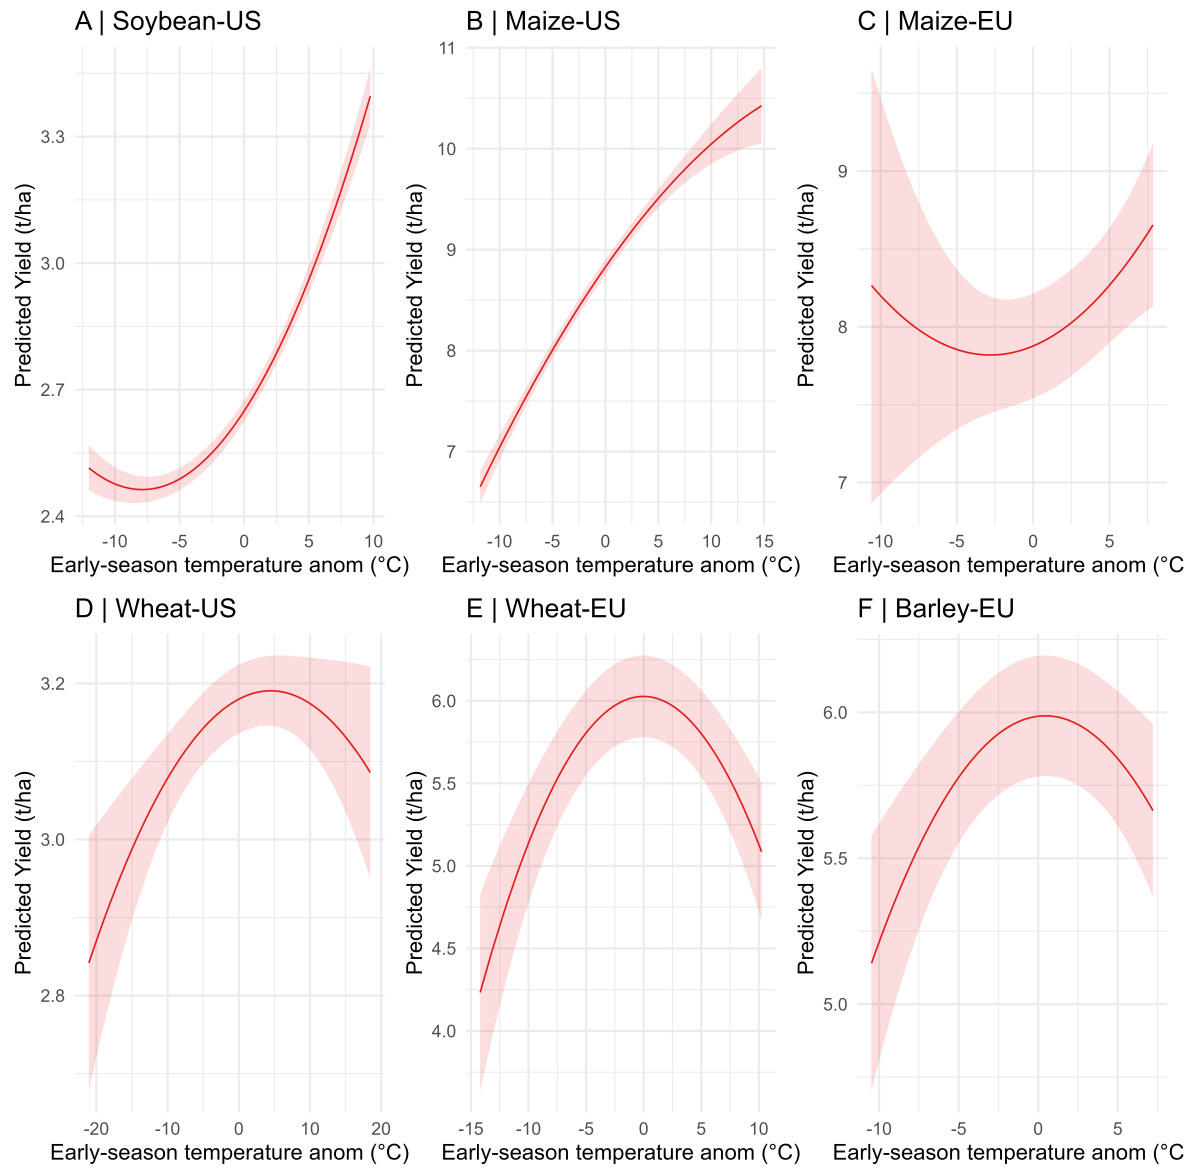 A | Soybean-US
B | Maize-US
C | Maize-EU
Predicted Yield (t/ha)
3.3
3.0
2.7
2.4
-10 -5 0 5 10
Early-season temperature anom (°C)
Predicted Yield (t/ha)
11
10
9
8
7
-10 -5 0 5 10 15
Early-season temperature anom (°C)
Predicted Yield (t/ha)
9
8
7
-10 -5 0 5
Early-season temperature anom (°C
D | Wheat-US
E | Wheat-EU
F | Barley-EU
Predicted Yield (t/ha)
3.2
3.0
2.8
-20 -10 0 10 20
Early-season temperature anom (°C)
Predicted Yield (t/ha)
6.0
5.5
5.0
4.5
4.0
-15 -10 -5 0 5 10
Early-season temperature anom (°C)
Predicted Yield (t/ha)
6.0
5.5
5.0
-10 -5 0 5
Early-season temperature anom (°C